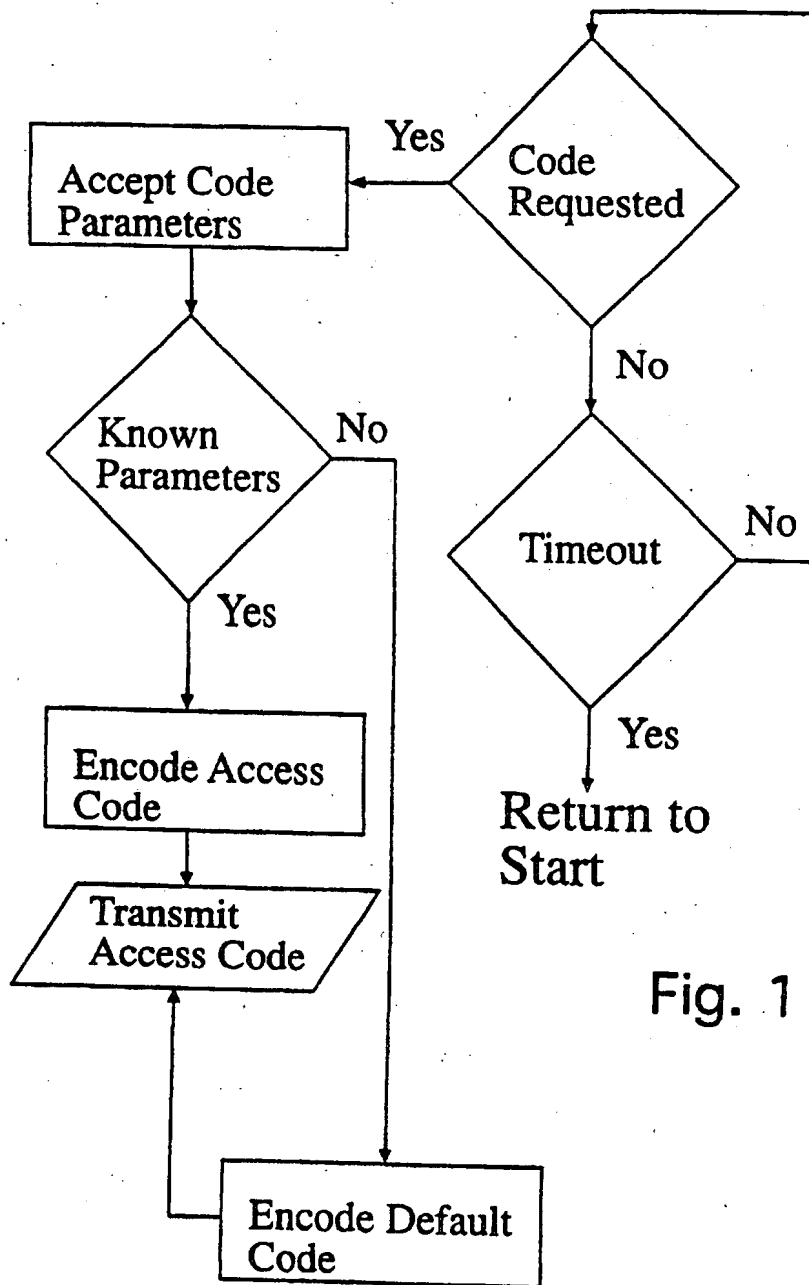 Yes
Code
Requested
Accept Code
Parameters
No
Known
Parameters
No
Timeout
No
Yes
Yes
Encode Access
Code
Return to
Start
Transmit
Access Code
Fig. 1
Encode Default
Code